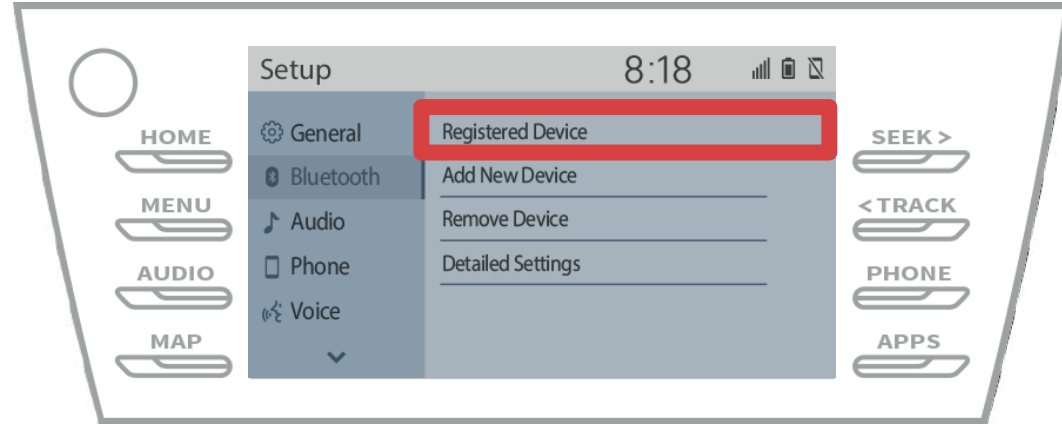 Setup 8:18
HOME
MENU
AUDIO
MAP
General
Bluetooth
Audio
Phone
Voice
Registered Device
Add New Device
Remove Device
Detailed Settings
SEEK >
< TRACK
PHONE
APPS